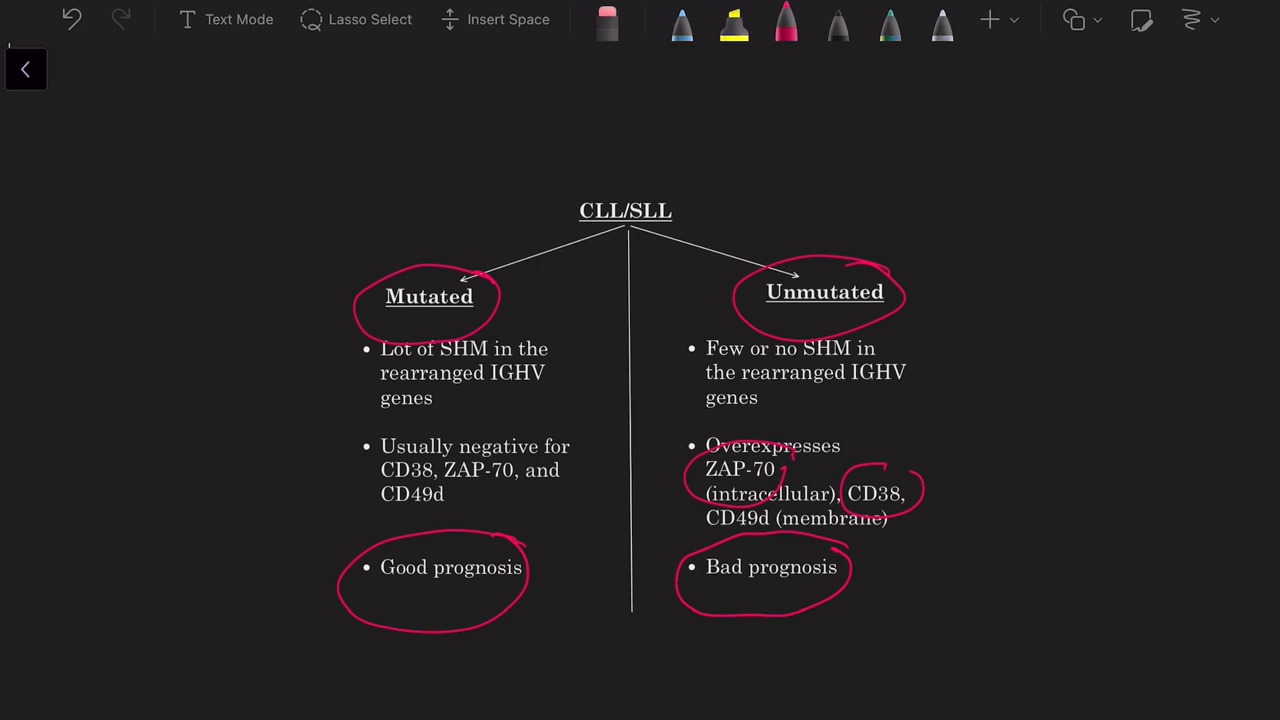 Text Mode
Lasso Select
Insert Space
CLL/SLL
Mutated
• Lot of SHM in the
rearranged IGHV
genes
• Usually negative for
CD38, ZAP-70, and
CD49d
• Good prognosis
Unmutated
• Few or no SHM in
the rearranged IGHV
genes
• Overexpresses
ZAP-70
(intracellular), CD38,
CD49d (membrane)
• Bad prognosis